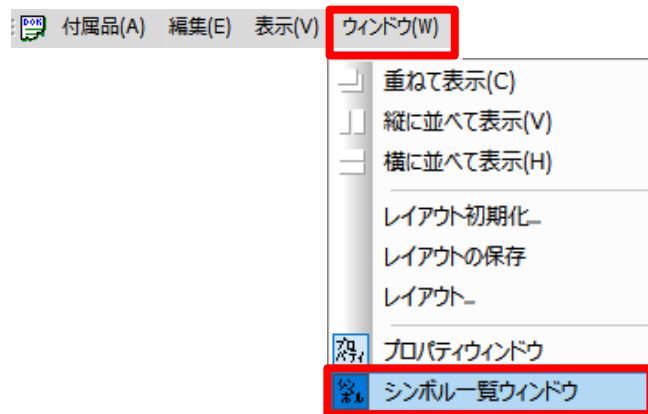 DOK 付属品(A) 編集(E) 表示(V) ウィンドウ(W)
重ねて表示(C)
縦に並べて表示(V)
横に並べて表示(H)
レイアウト初期化...
レイアウトの保存
レイアウト...
プロパティウィンドウ
シンボル一覧ウィンドウ